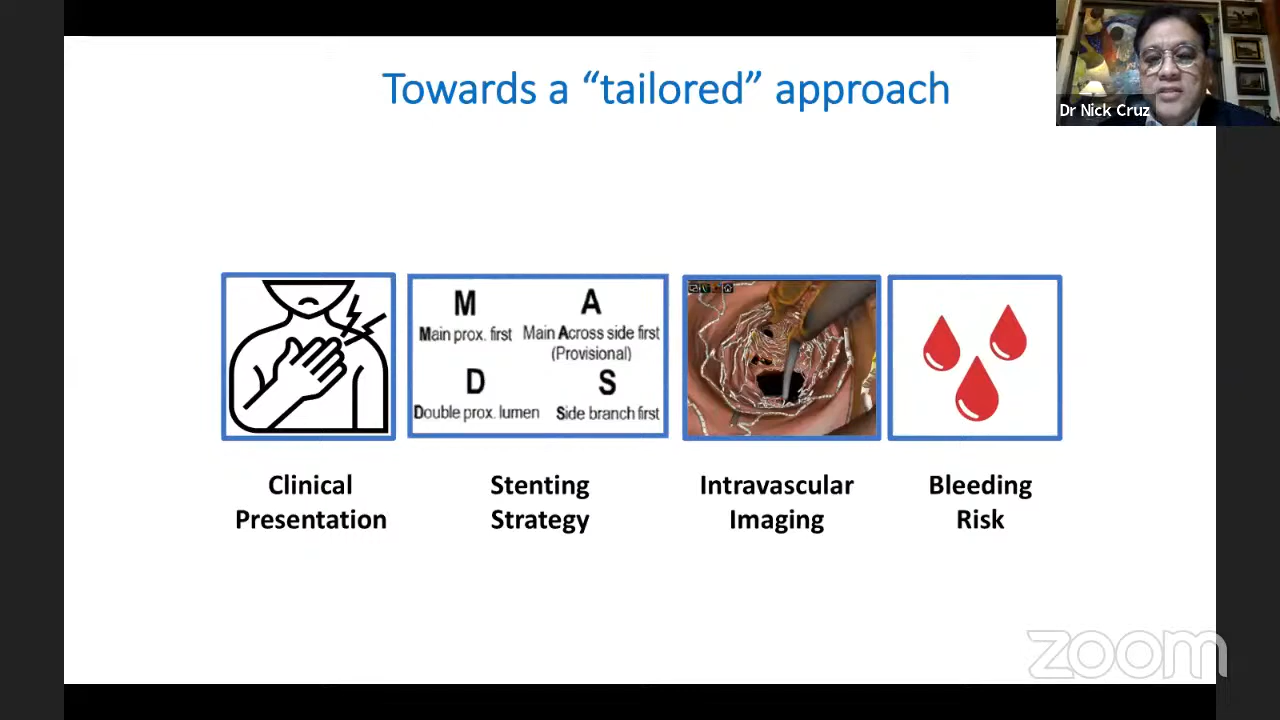 Towards a “tailored” approach
Dr Nick Cruz
M
Main prox. first
A
Main Across side first
(Provisional)
D
Double prox. lumen
S
Side branch first
Clinical
Presentation
Stenting
Strategy
Intravascular
Imaging
Bleeding
Risk
zoom